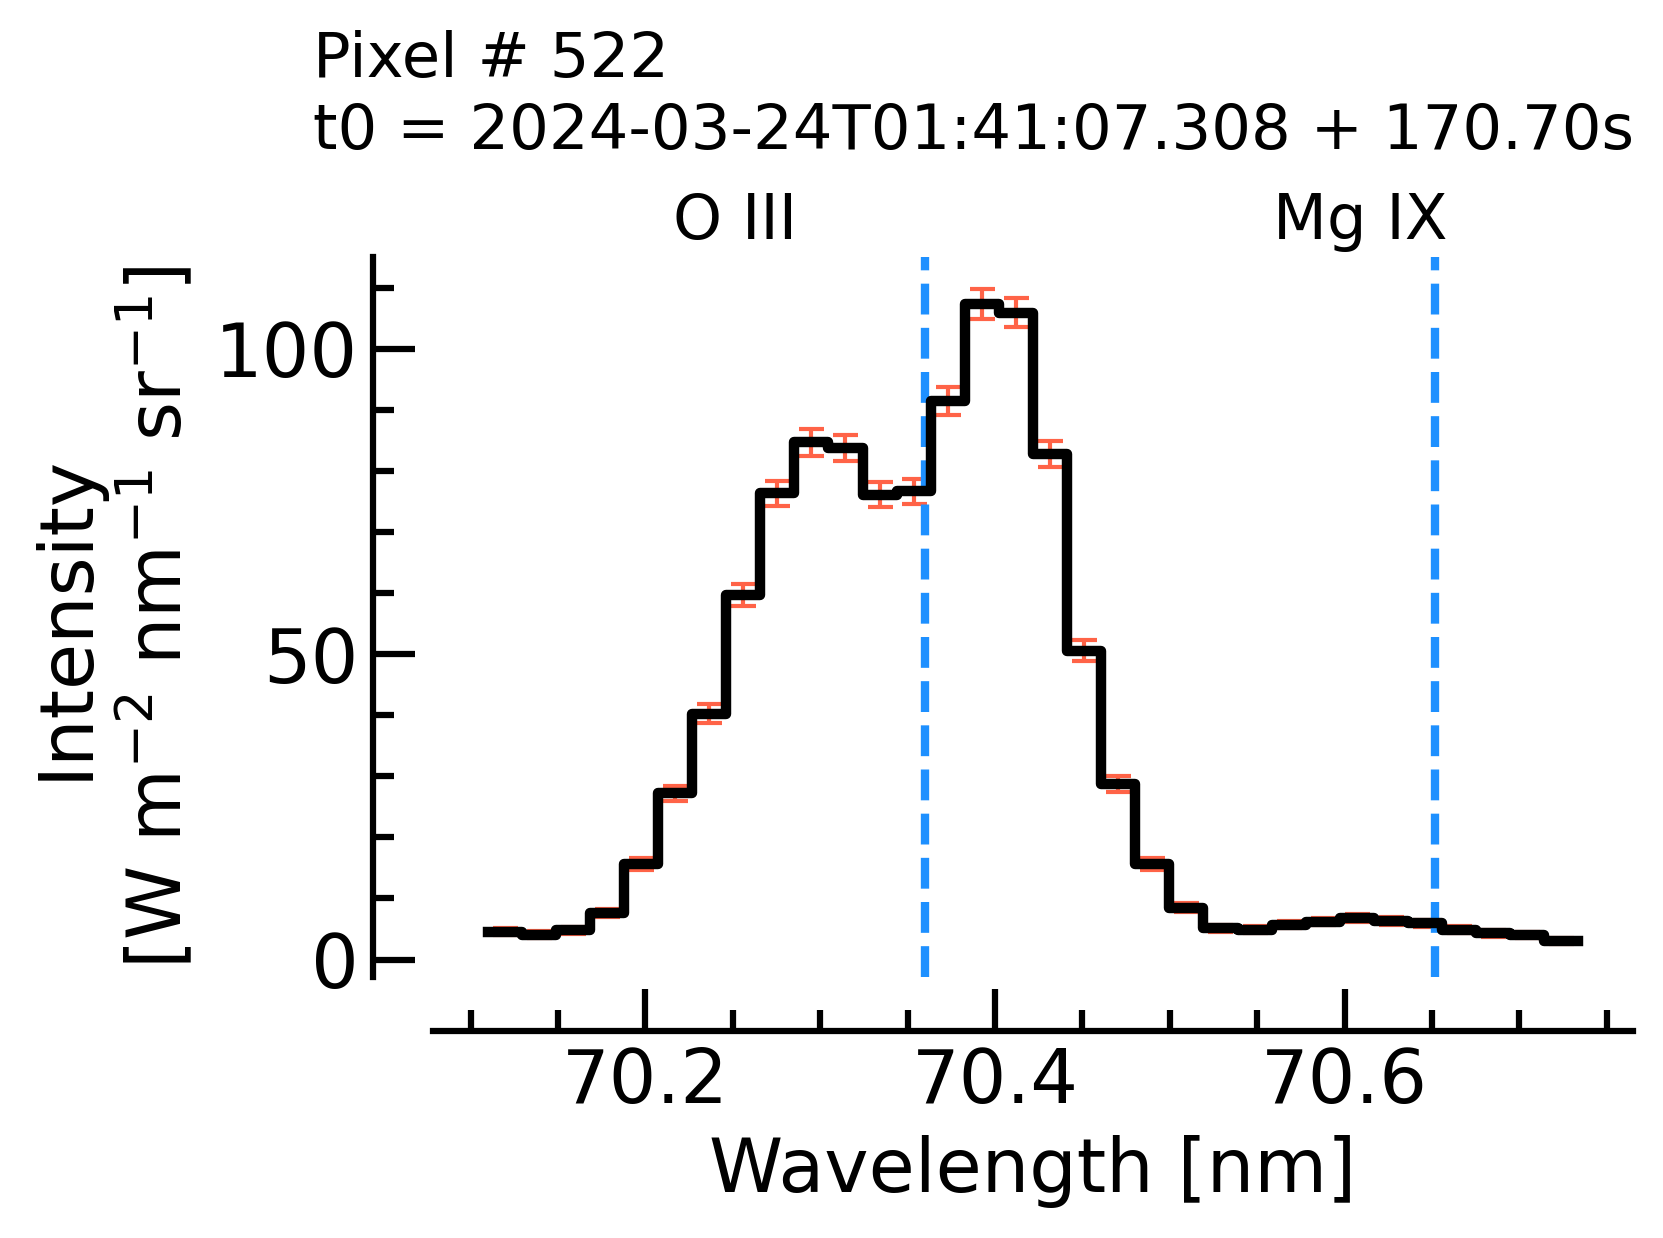 Pixel # 522
t0 = 2024-03-24T01:41:07.308 + 170.70s
O III
Mg IX
Intensity
[W m⁻² nm⁻¹ sr⁻¹]
100
50
0
70.2
70.4
70.6
Wavelength [nm]